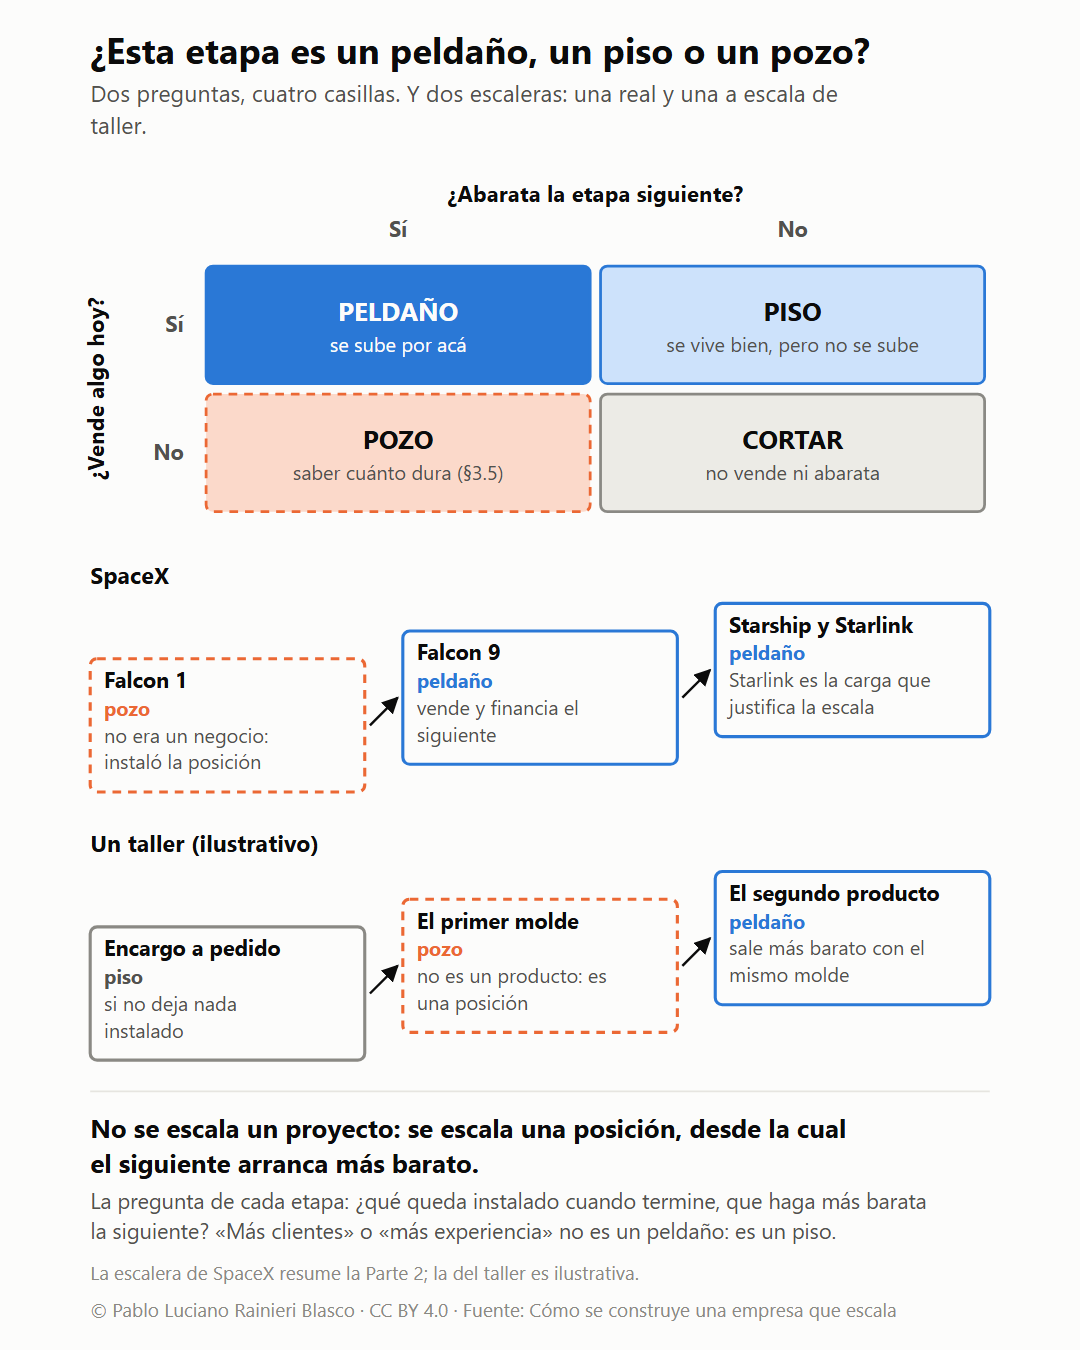 ¿Esta etapa es un peldaño, un piso o un pozo?
Dos preguntas, cuatro casillas. Y dos escaleras: una real y una a escala de
taller.
¿Abarata la etapa siguiente?
Sí
No
¿Vende algo hoy?
Sí
PELDAÑO
se sube por acá
PISO
se vive bien, pero no se sube
No
POZO
saber cuánto dura (§3.5)
CORTAR
no vende ni abarata
SpaceX
Falcon 1
pozo
no era un negocio:
instaló la posición
Falcon 9
peldaño
vende y financia el
siguiente
Starship y Starlink
peldaño
Starlink es la carga que
justifica la escala
Un taller (ilustrativo)
Encargo a pedido
piso
si no deja nada
instalado
El primer molde
pozo
no es un producto: es
una posición
El segundo producto
peldaño
sale más barato con el
mismo molde
No se escala un proyecto: se escala una posición, desde la cual
el siguiente arranca más barato.
La pregunta de cada etapa: ¿qué queda instalado cuando termine, que haga más barata
la siguiente? «Más clientes» o «más experiencia» no es un peldaño: es un piso.
La escalera de SpaceX resume la Parte 2; la del taller es ilustrativa.
© Pablo Luciano Rainieri Blasco · CC BY 4.0 · Fuente: Cómo se construye una empresa que escala